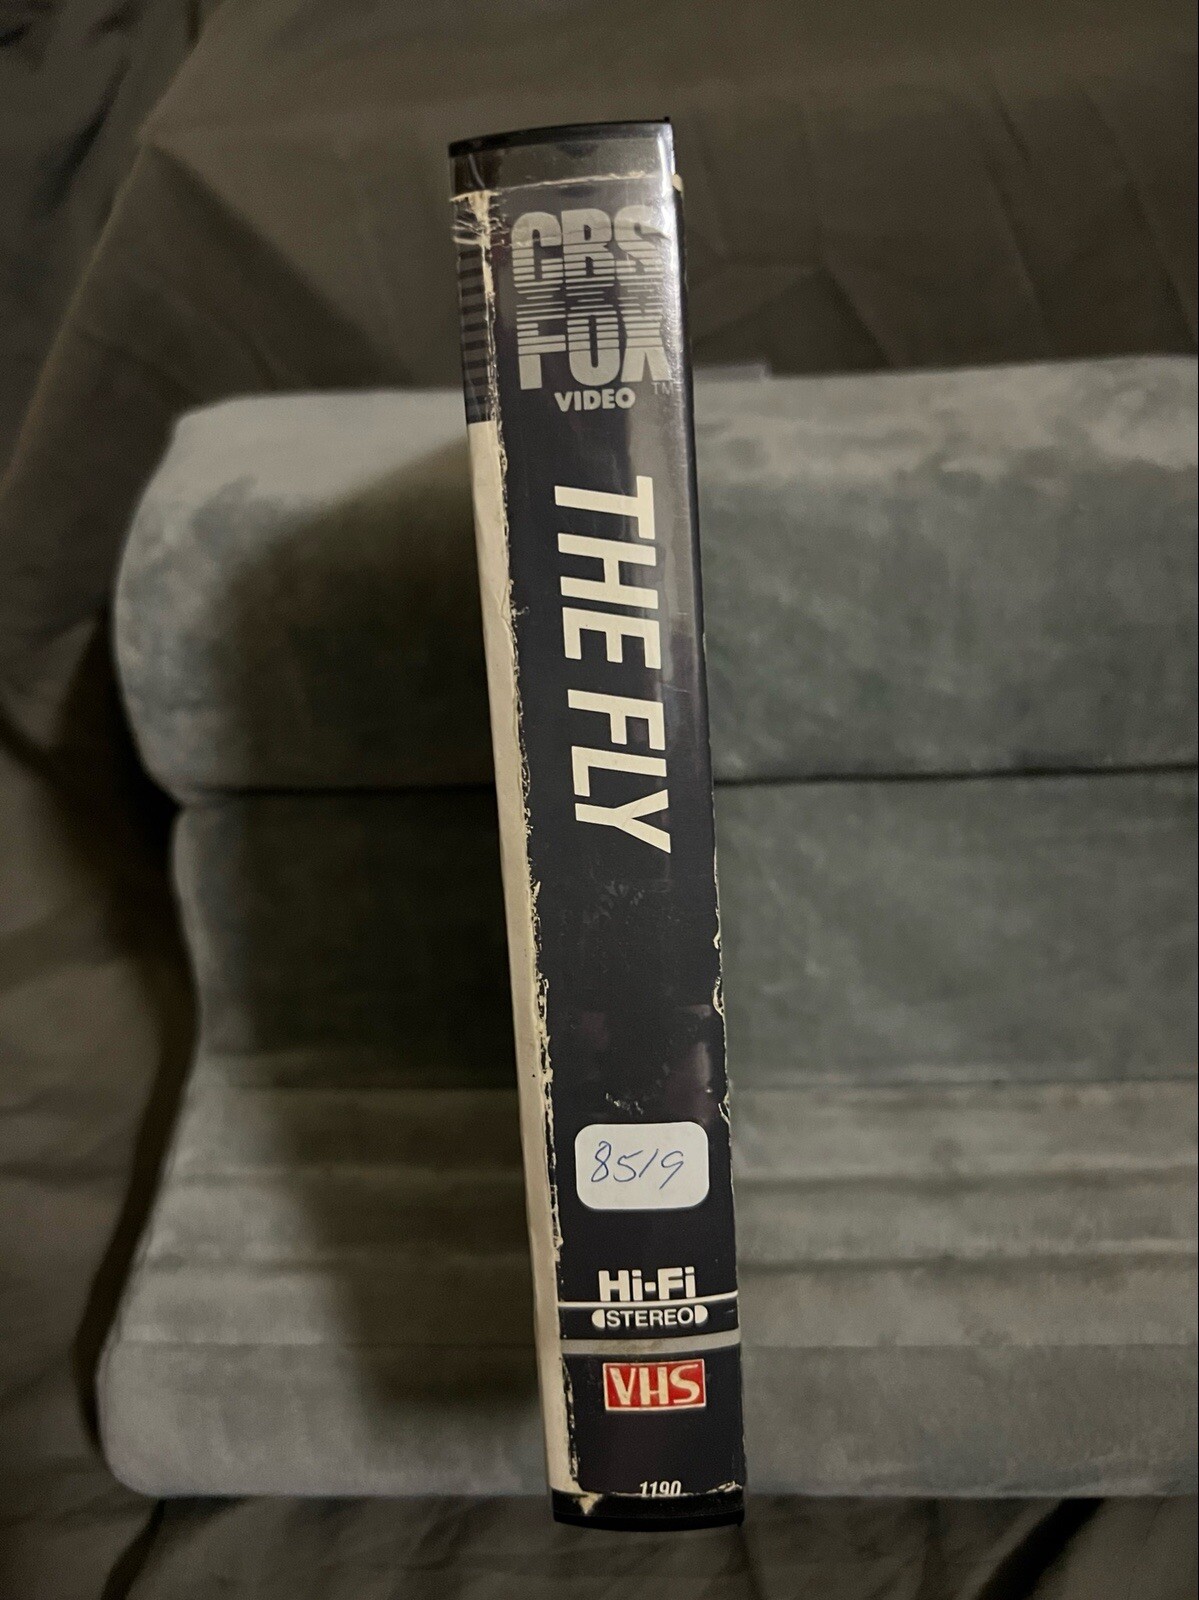 CBS
FOX
VIDEO
TM
THE FLY
8519
Hi-Fi
STEREO
VHS
1190